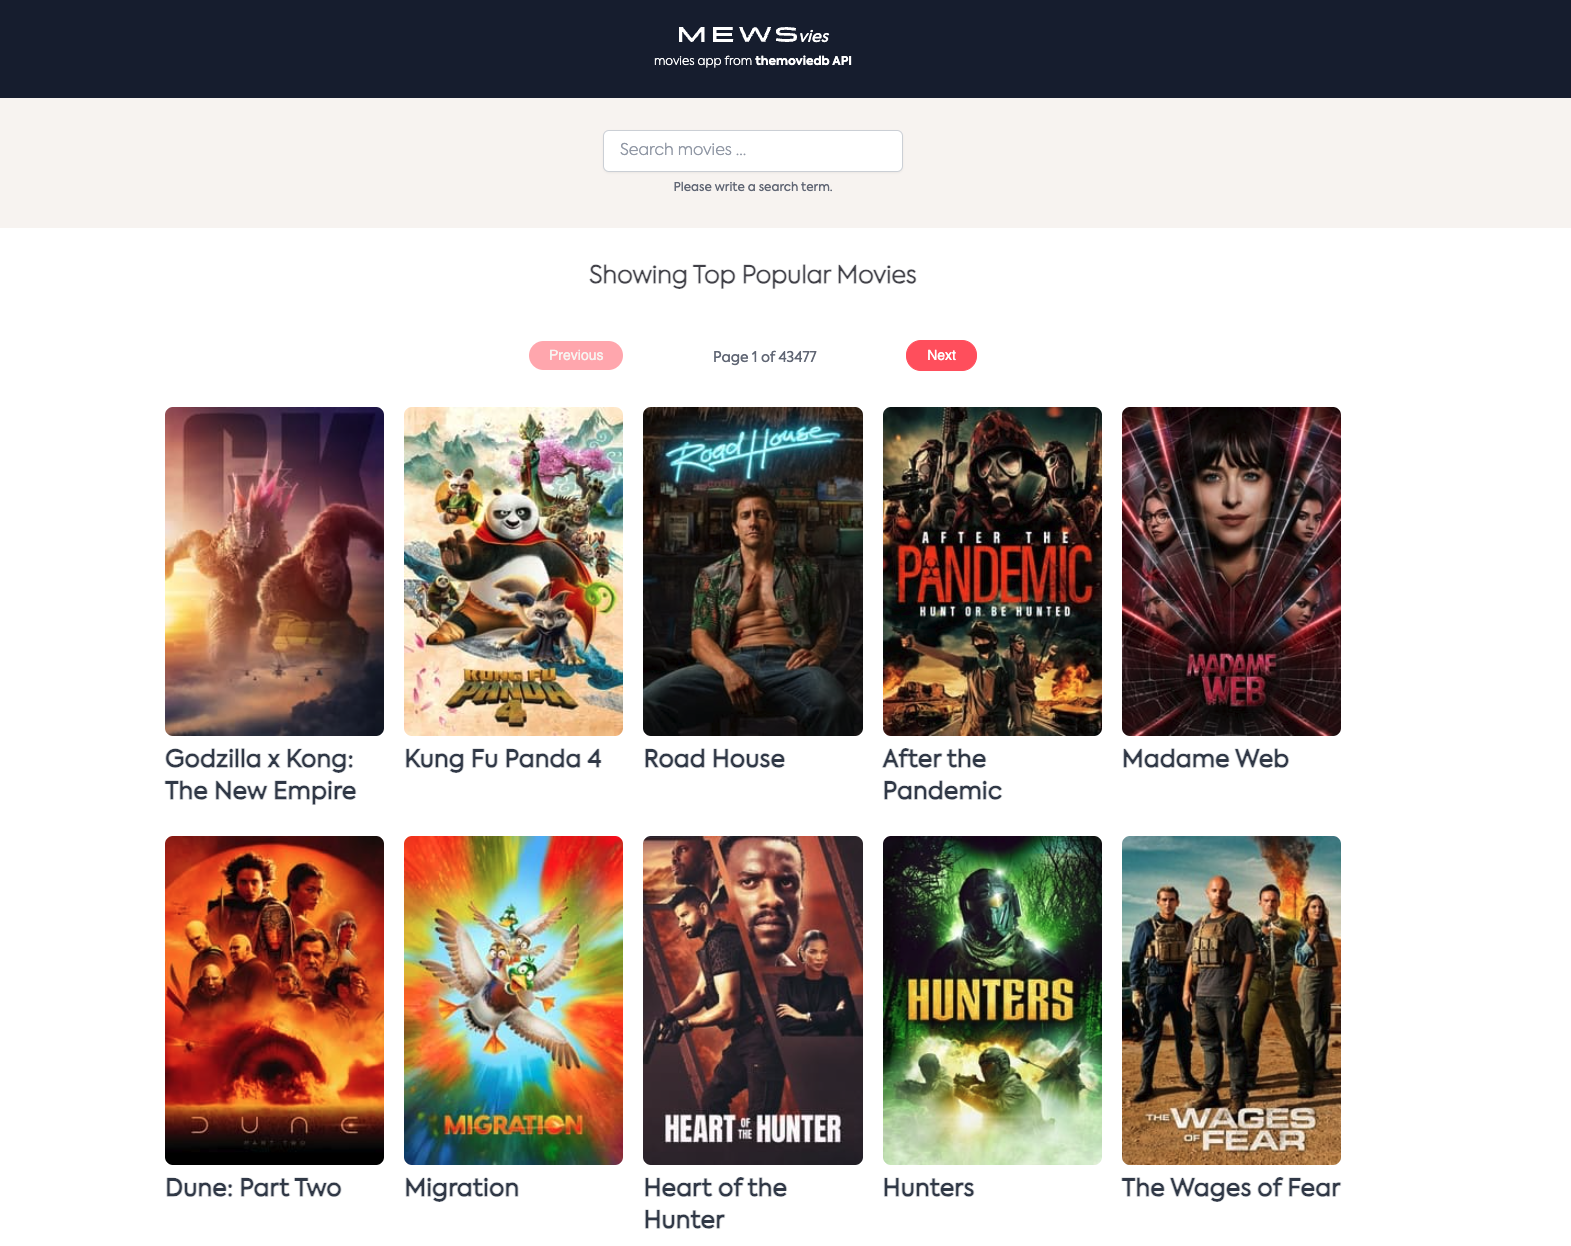 MEWSvies
movies app from themoviedb API
Search movies ...
Please write a search term.
Showing Top Popular Movies
Previous
Page 1 of 43477
Next
GK
Road House
AFTER THE
PANDEMIC
HUNT OR BE HUNTED
KUNG FU
PANDA
4
MADAME
WEB
Godzilla x Kong:
The New Empire
Kung Fu Panda 4
Road House
After the
Pandemic
Madame Web
DUNE
PART TWO
MIGRATION
HEART OF THE HUNTER
HUNTERS
THE WAGES
OF FEAR
Dune: Part Two
Migration
Heart of the
Hunter
Hunters
The Wages of Fear